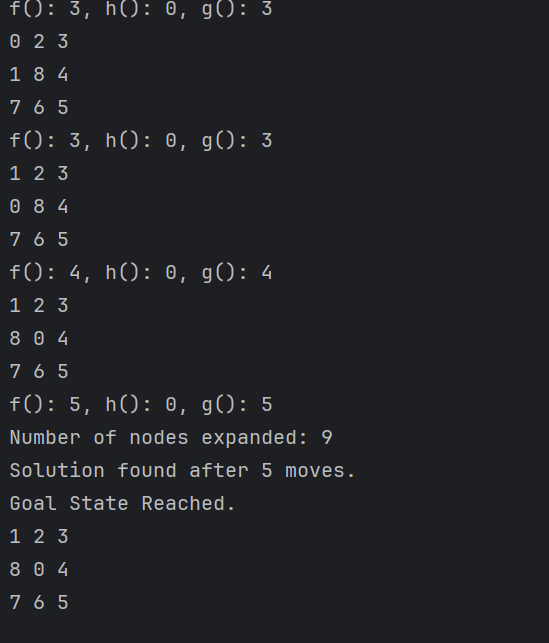 f(): 3, h(): 0, g(): 3
0 2 3
1 8 4
7 6 5
f(): 3, h(): 0, g(): 3
1 2 3
0 8 4
7 6 5
f(): 4, h(): 0, g(): 4
1 2 3
8 0 4
7 6 5
f(): 5, h(): 0, g(): 5
Number of nodes expanded: 9
Solution found after 5 moves.
Goal State Reached.
1 2 3
8 0 4
7 6 5